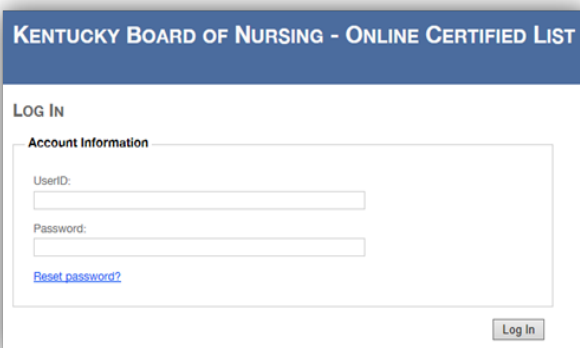 KENTUCKY BOARD OF NURSING - ONLINE CERTIFIED LIST
LOG IN
Account Information
UserID:
Password:
Reset password?
Log In